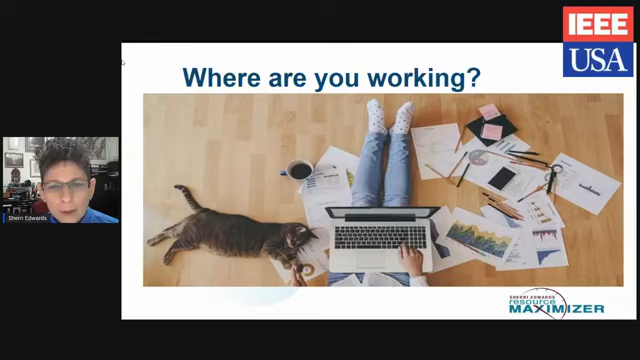 IEEE
USA
Where are you working?
Sherri Edwards
SHERRI EDWARDS
resource
MAXIMIZER